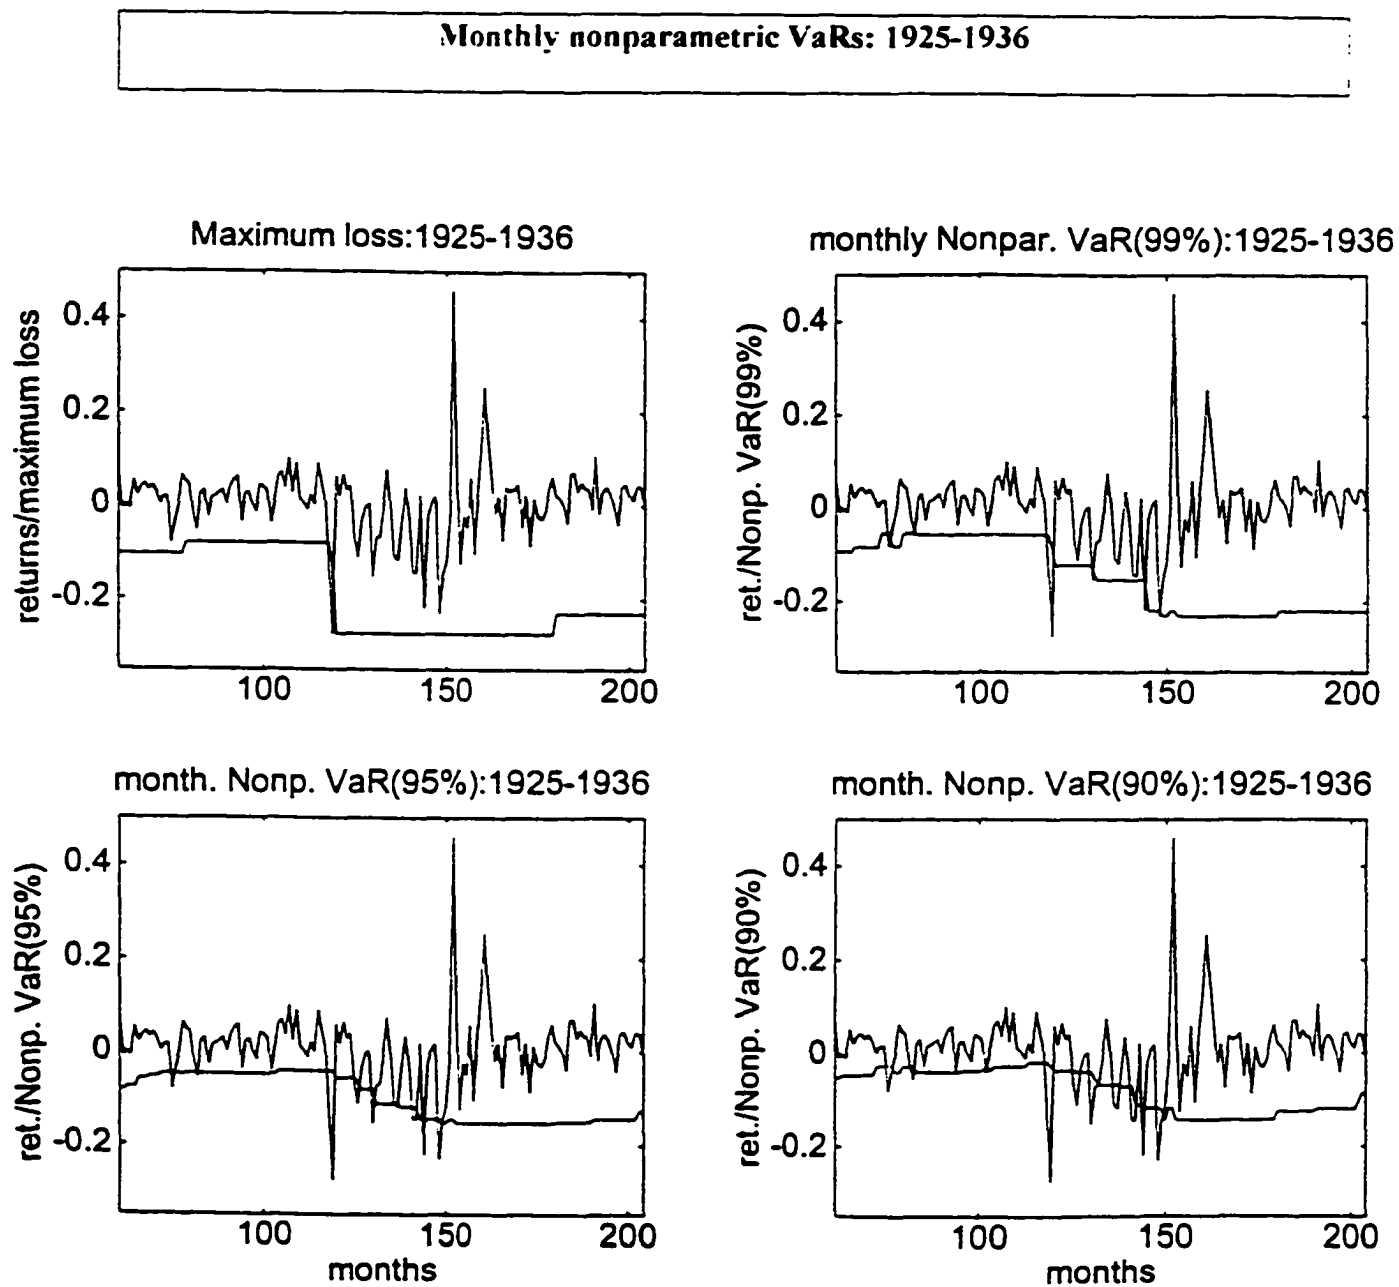 Monthly nonparametric VaRs: 1925-1936
Maximum loss:1925-1936
returns/maximum loss
0.4
0.2
0
-0.2
100
150
200
monthly Nonpar. VaR(99%):1925-1936
ret./Nonp. VaR(99%)
0.4
0.2
0
-0.2
100
150
200
month. Nonp. VaR(95%):1925-1936
ret./Nonp. VaR(95%)
0.4
0.2
0
-0.2
100
150
200
months
month. Nonp. VaR(90%):1925-1936
ret./Nonp. VaR(90%)
0.4
0.2
0
-0.2
100
150
200
months